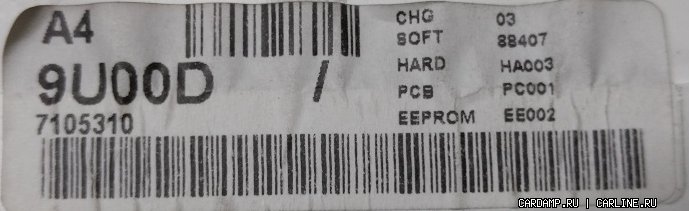 A4
9U00D /
7105310
CHG 03
SOFT 88407
HARD HA003
PCB PC001
EEPROM EE002
CARDAMP.RU | CARLINE.RU